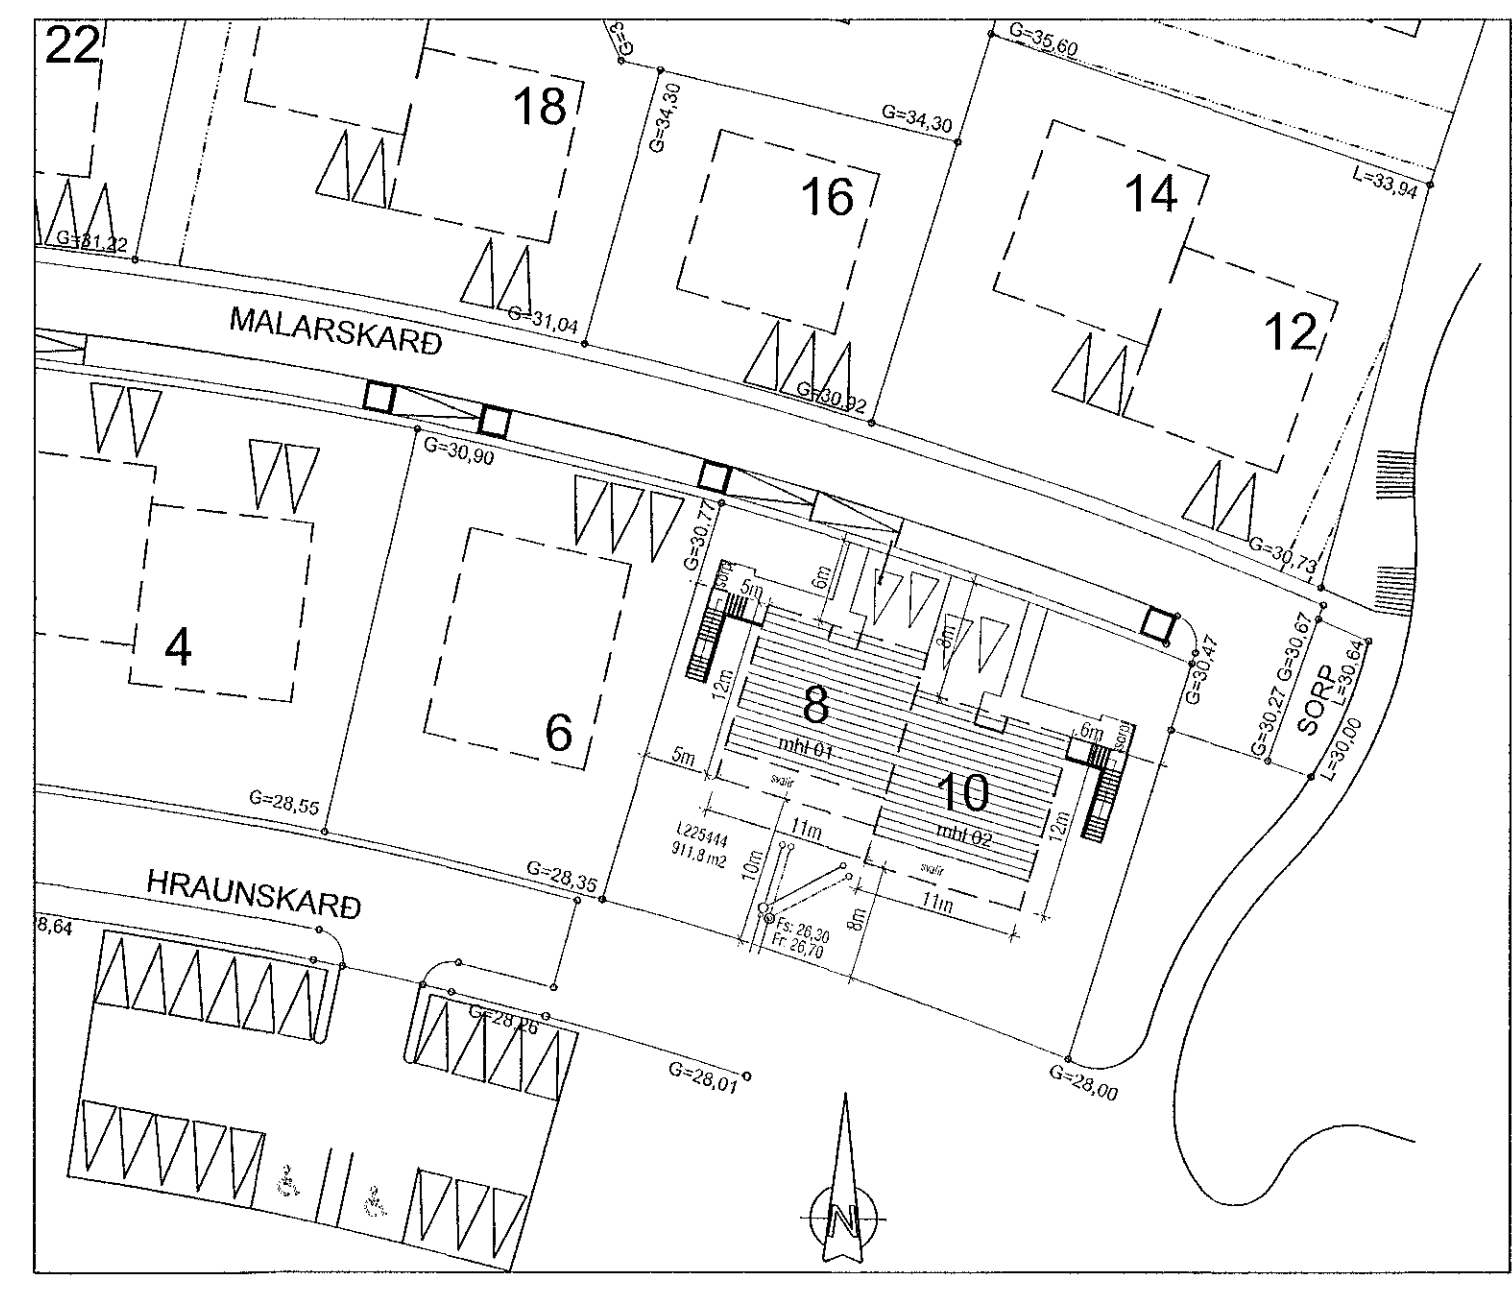 22
18
G=3
G=34,30
G=34,30
G=35,60
L=33,94
16
14
12
G=31,22
G=31,04
G=30,92
G=30,73
MALARSKARÐ
G=30,90
G=30,77
sorp
5m
6m
8m
4
6
12m
8
mhl 01
10
mhl 02
svalir
svalir
5m
6m
sorp
12m
G=30,47
G=30,67
G=30,27
SORP
L=30,64
L=30,00
L225444
911,8 m2
11m
10m
11m
8m
Fs: 26,30
Fr: 26,70
G=28,55
G=28,35
HRAUNSKARÐ
28,64
G=28,26
G=28,01
G=28,00
N